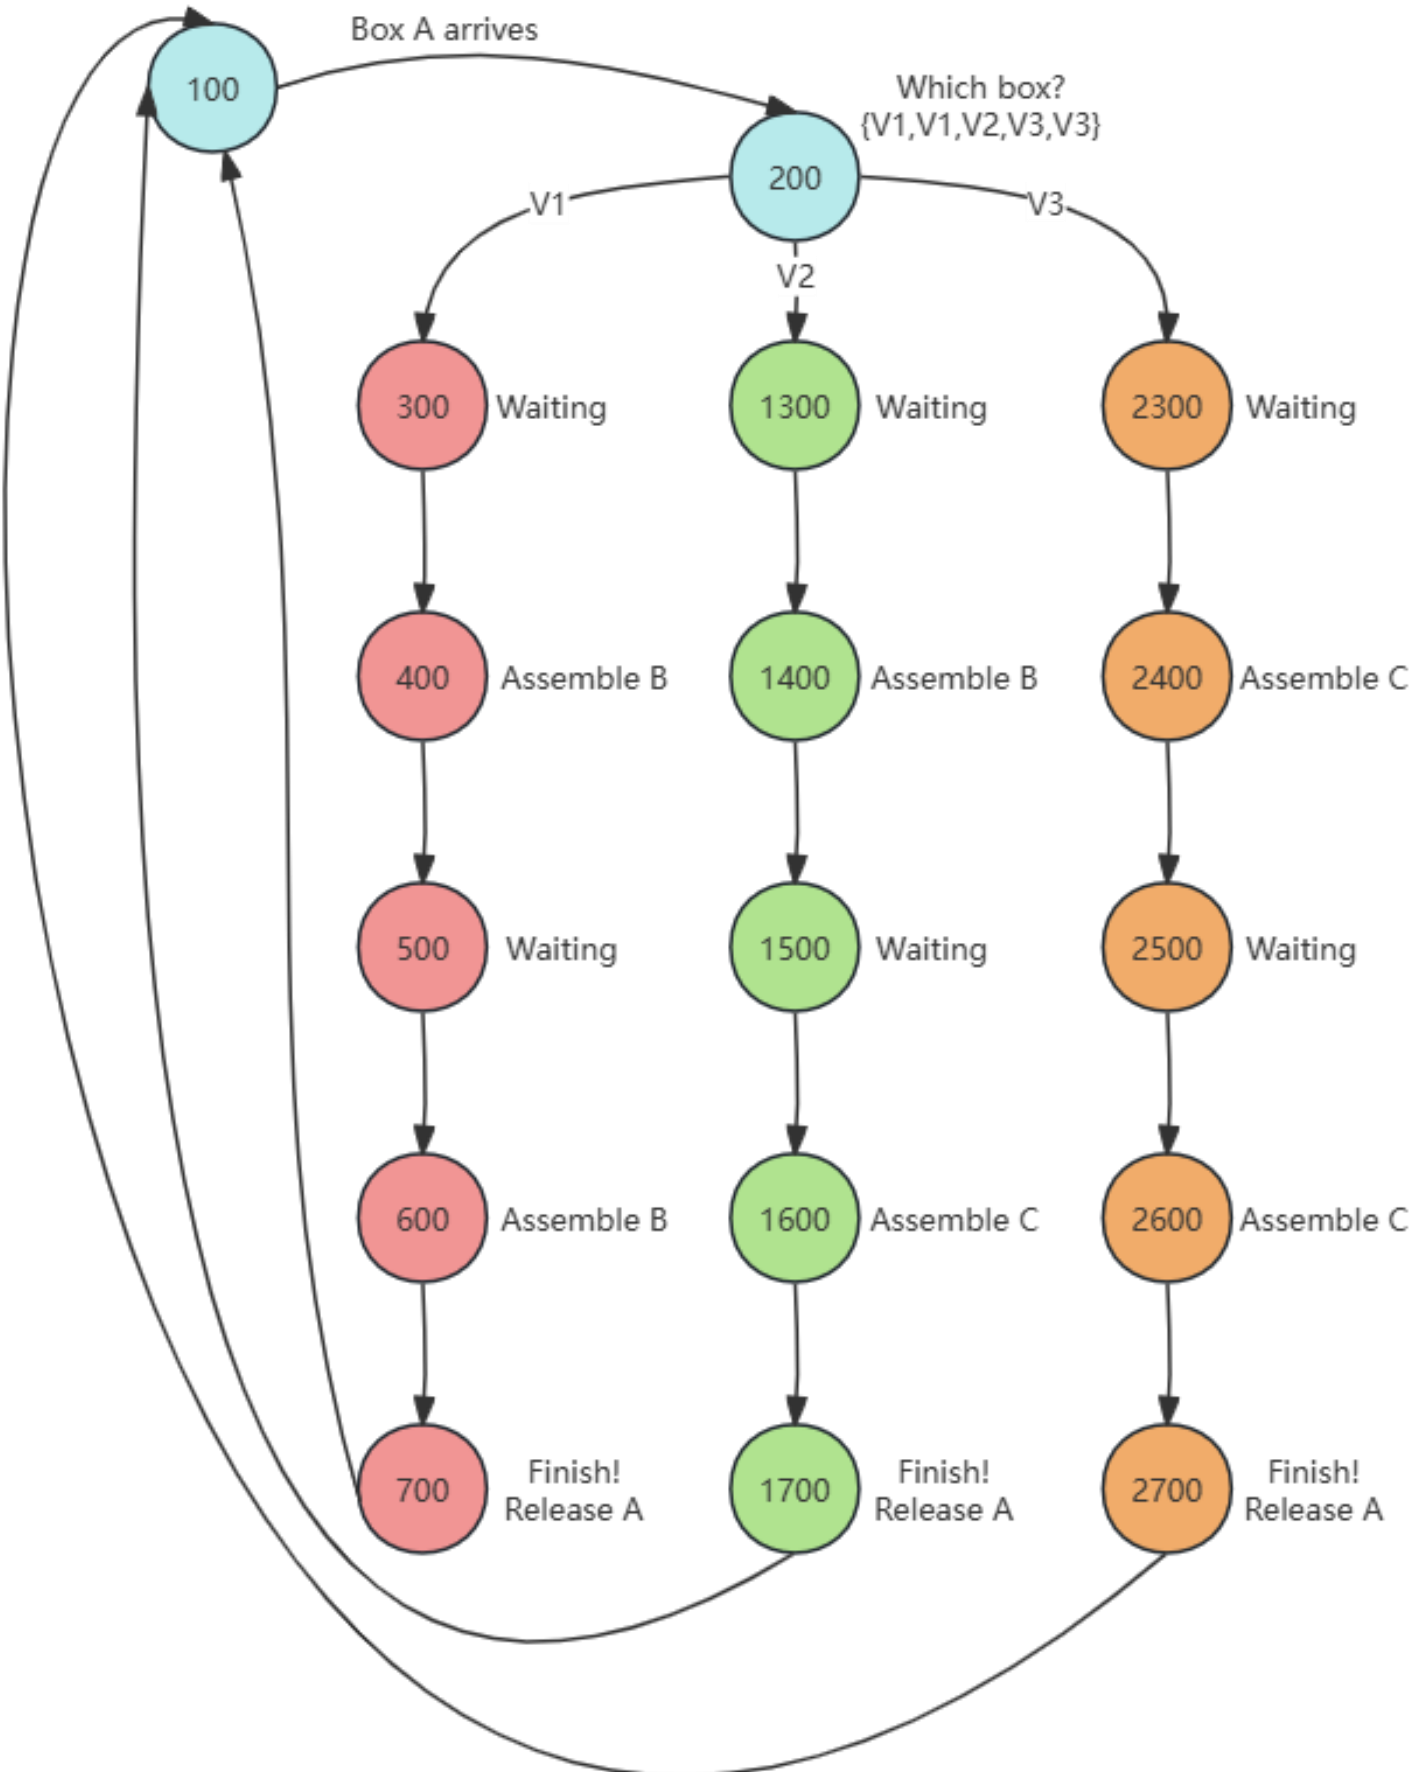 Box A arrives
100
Which box?
{V1,V1,V2,V3,V3}
200
V1
V3
V2
300
Waiting
1300
Waiting
2300
Waiting
400
Assemble B
1400
Assemble B
2400
Assemble C
500
Waiting
1500
Waiting
2500
Waiting
600
Assemble B
1600
Assemble C
2600
Assemble C
700
Finish!
Release A
1700
Finish!
Release A
2700
Finish!
Release A